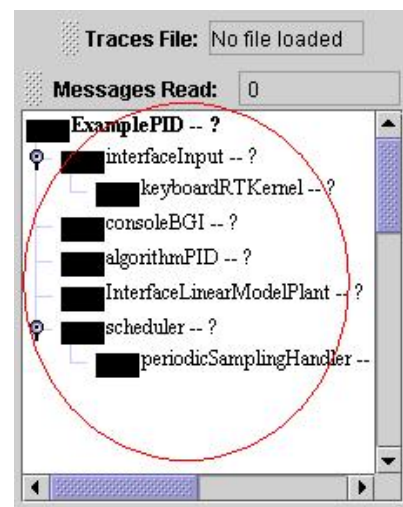 Traces File: No file loaded
Messages Read: 0
ExamplePID -- ?
interfaceInput -- ?
keyboardRTKernel -- ?
consoleBGI -- ?
algorithmPID -- ?
InterfaceLinearModelPlant -- ?
scheduler -- ?
periodicSamplingHandler --